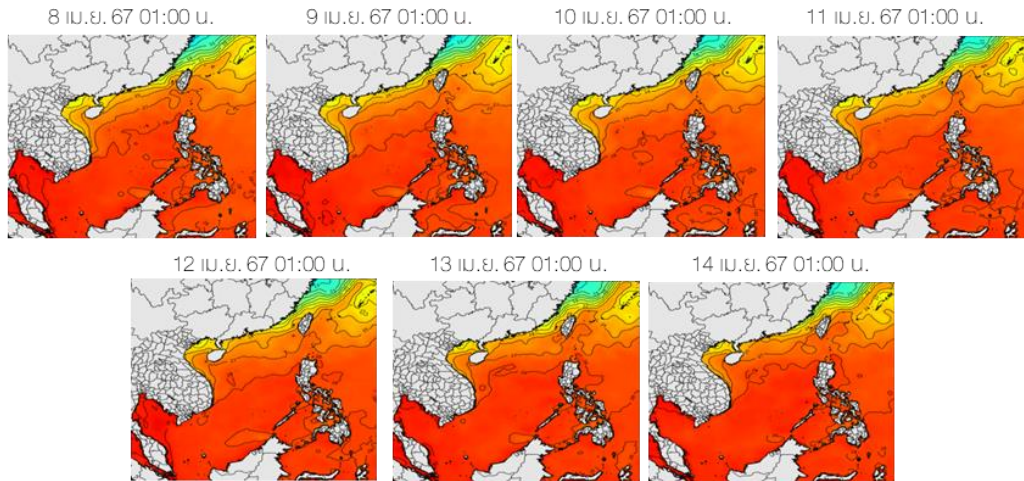 8 เม.ย. 67 01:00 น.
9 เม.ย. 67 01:00 น.
10 เม.ย. 67 01:00 น.
11 เม.ย. 67 01:00 น.
12 เม.ย. 67 01:00 น.
13 เม.ย. 67 01:00 น.
14 เม.ย. 67 01:00 น.